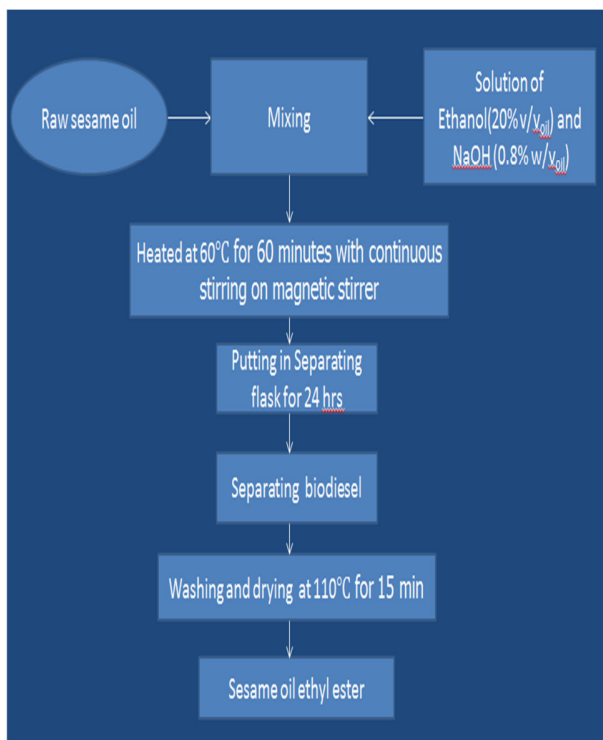 Raw sesame oil
Mixing
Solution of
Ethanol(20% v/v_oil) and
NaOH (0.8% w/v_oil)
Heated at 60℃ for 60 minutes with continuous
stirring on magnetic stirrer
Putting in Separating
flask for 24 hrs
Separating biodiesel
Washing and drying at 110℃ for 15 min
Sesame oil ethyl ester